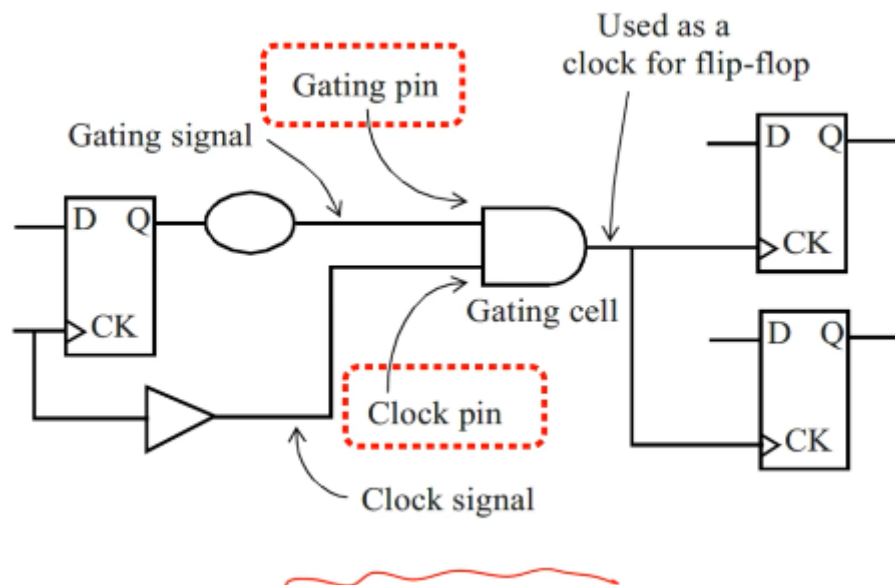 Used as a
clock for flip-flop
Gating pin
Gating signal
D Q
CK
D Q
CK
Gating cell
D Q
CK
Clock pin
Clock signal